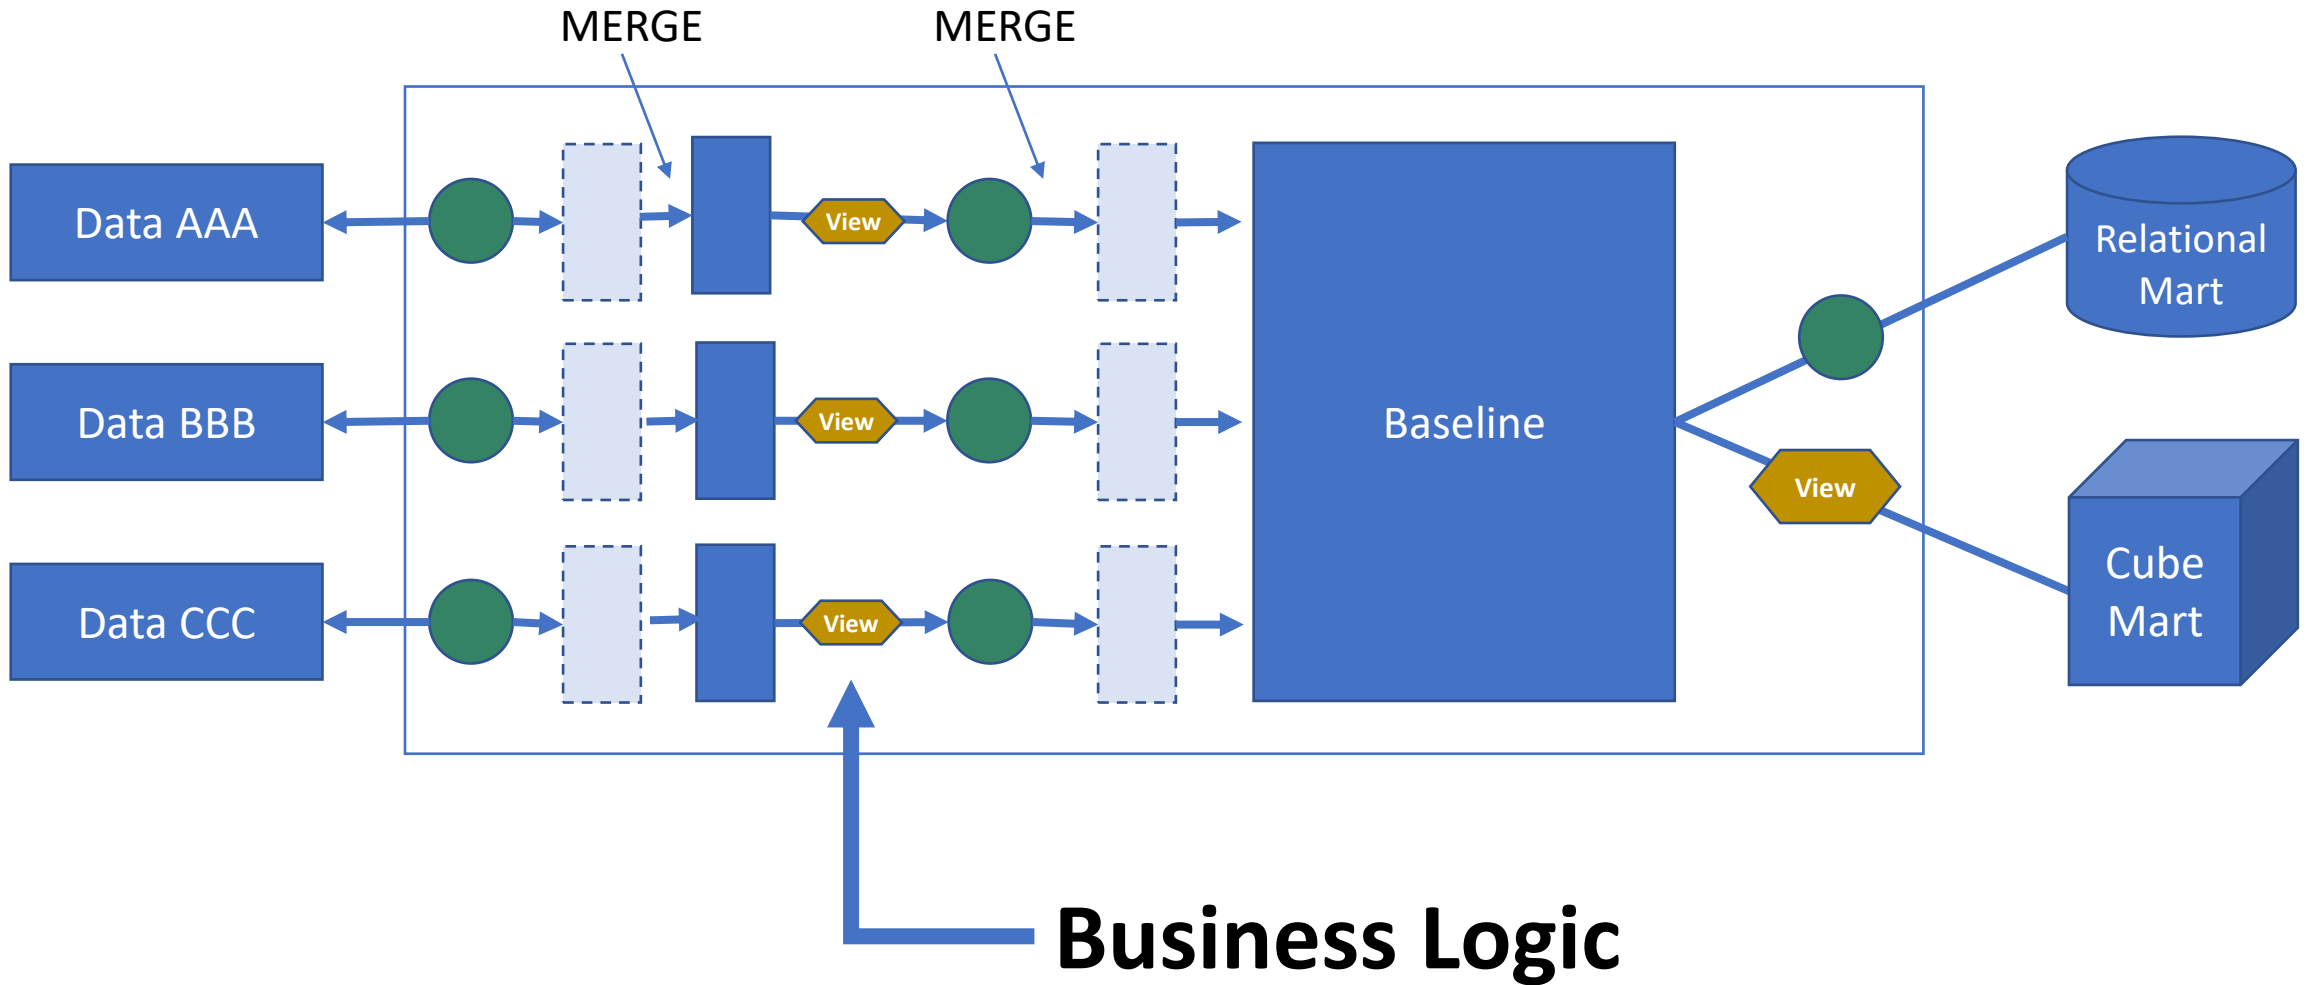 MERGE
MERGE
Data AAA
View
Relational
Mart
Data BBB
View
Baseline
View
Data CCC
View
Cube
Mart
Business Logic